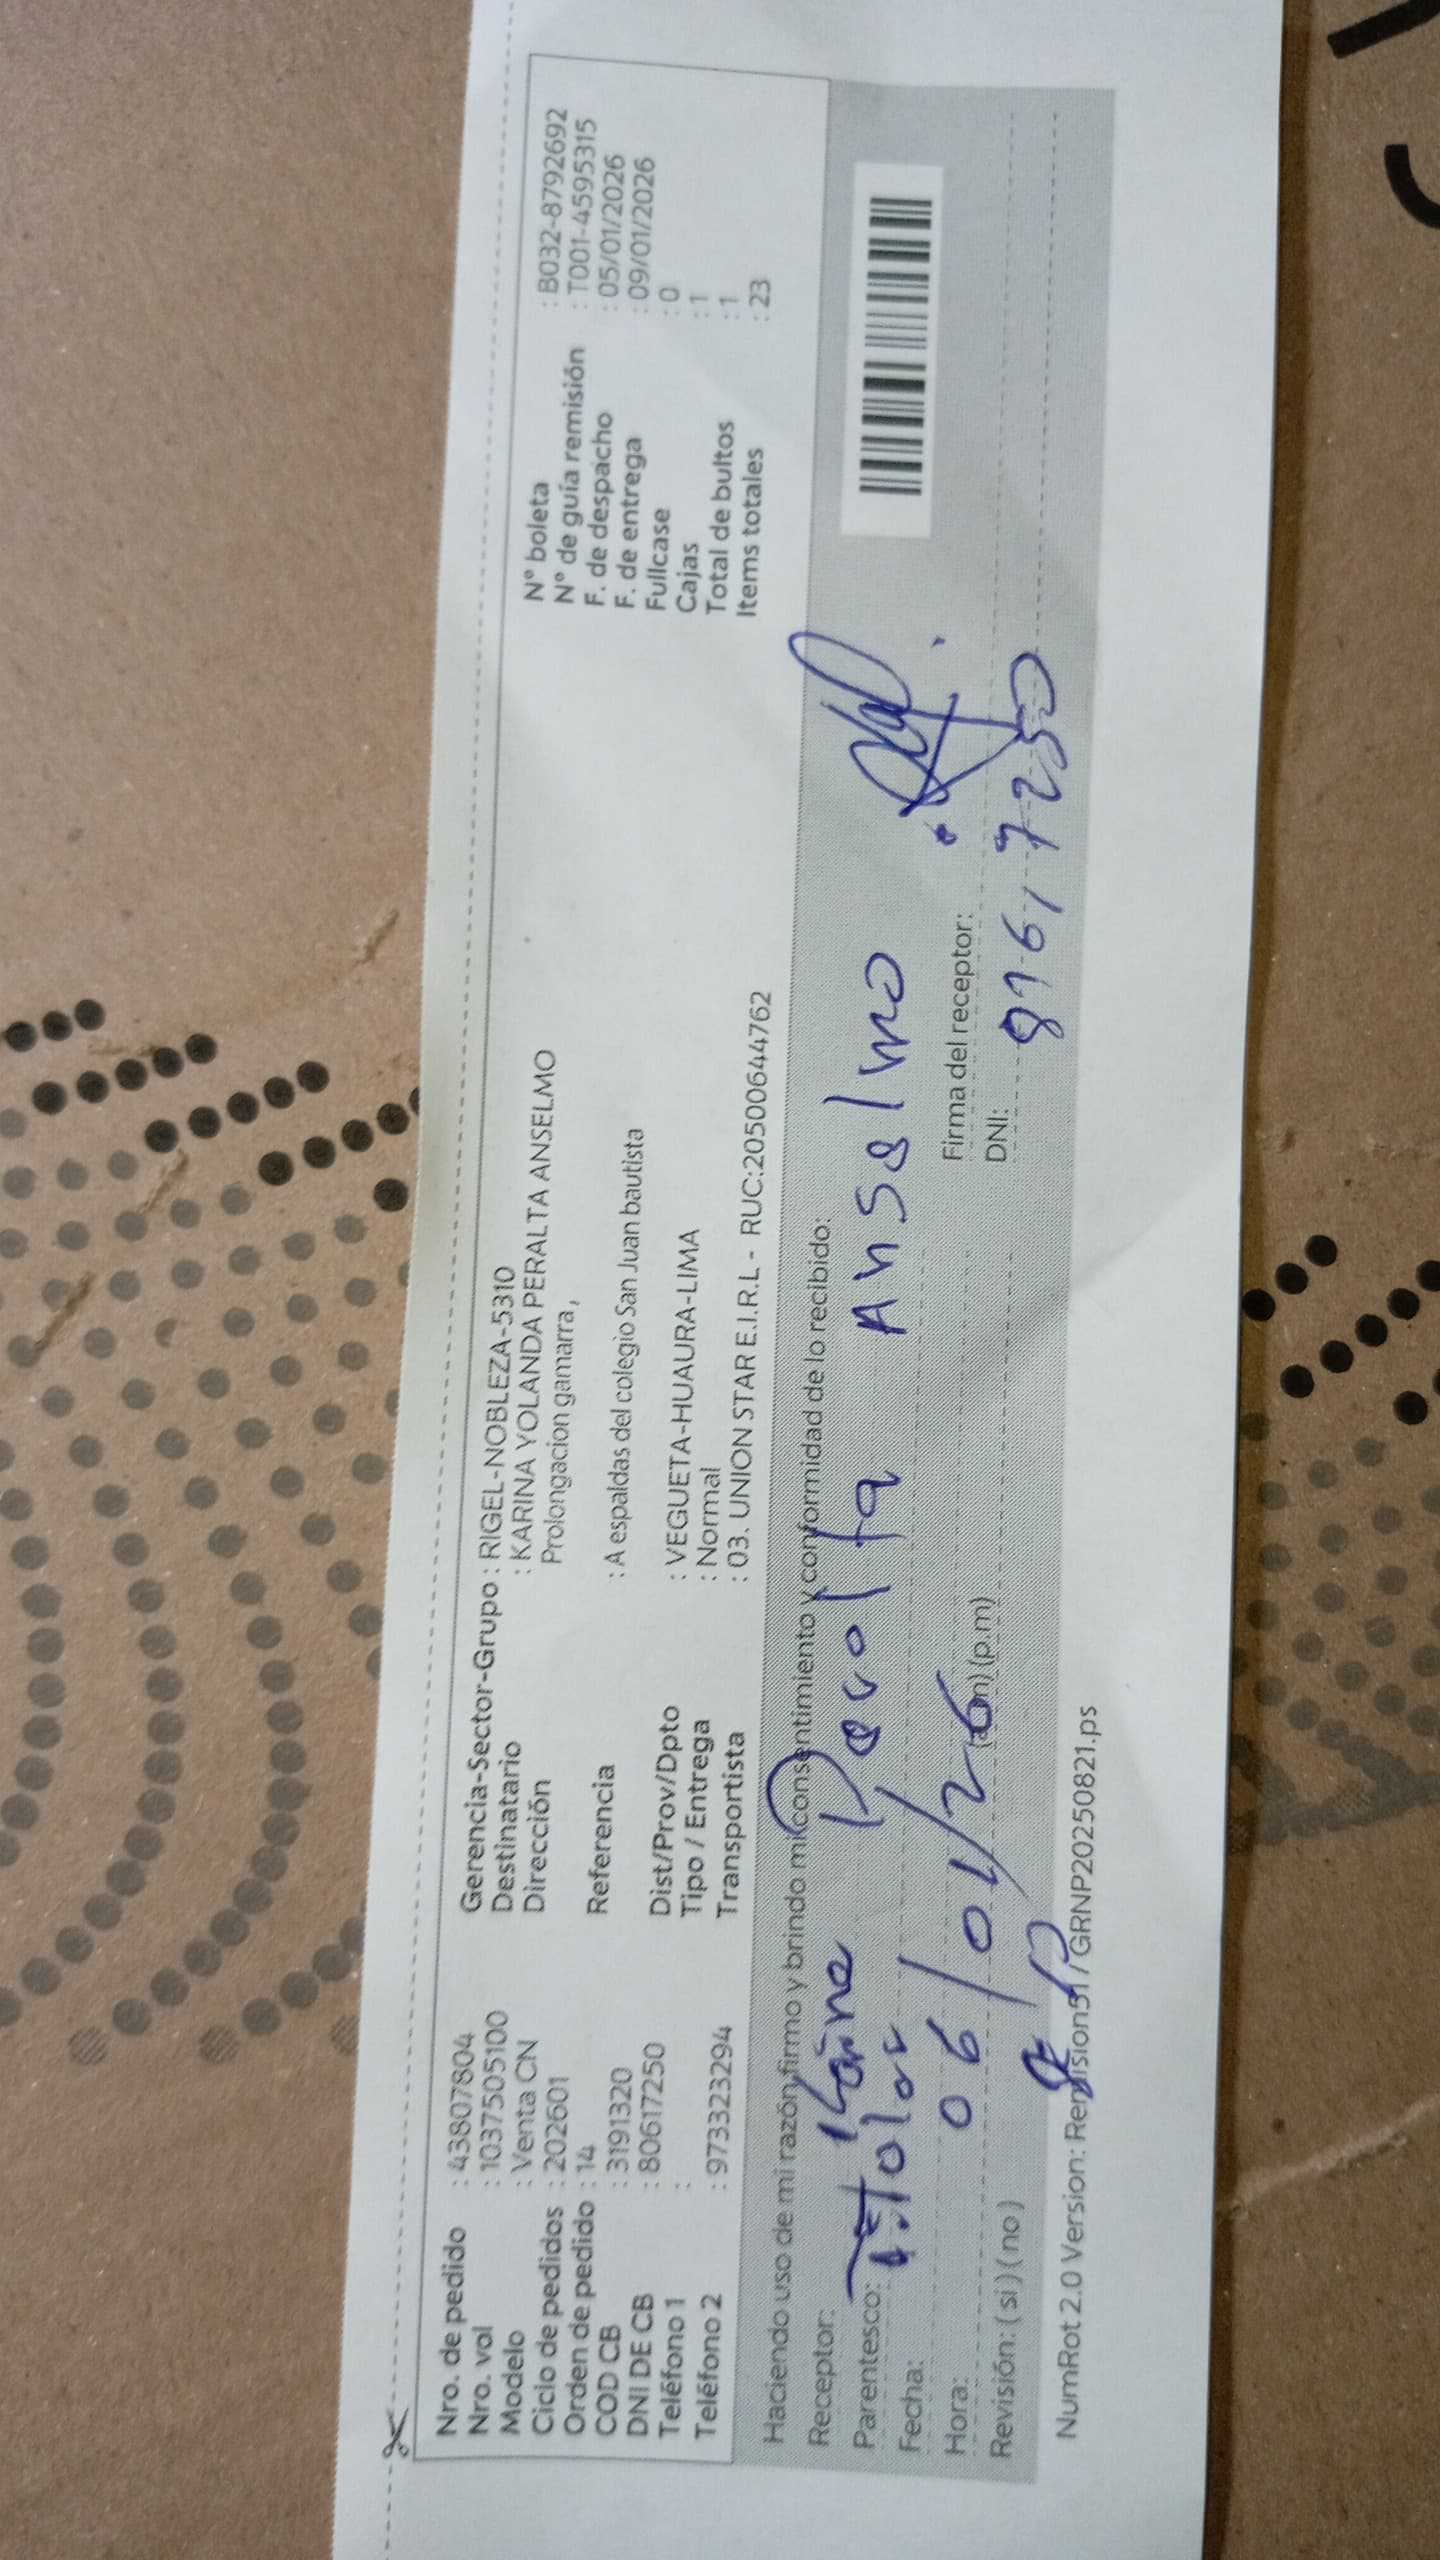 Nro. de pedido : 43807804
Nro. vol : 1037505100
Modelo : Venta CN
Ciclo de pedidos : 202601
Orden de pedido : 14
COD CB : 3191320
DNI DE CB : 80617250
Teléfono 1 :
Teléfono 2 : 973323294
Gerencia-Sector-Grupo : RIGEL-NOBLEZA-5310
Destinatario : KARINA YOLANDA PERALTA ANSELMO
Dirección Prolongacion gamarra,
Referencia : A espaldas del colegio San Juan bautista
Dist/Prov/Dpto : VEGUETA-HUAURA-LIMA
Tipo / Entrega : Normal
Transportista : 03. UNION STAR E.I.R.L - RUC:20500644762
N° boleta : B032-8792692
N° de guía remisión : T001-4595315
F. de despacho : 05/01/2026
F. de entrega : 09/01/2026
Fullcase : 0
Cajas : 1
Total de bultos : 1
Items totales : 23
Haciendo uso de mi razón firmo y brindo mi consentimiento y conformidad de lo recibido:
Receptor: Peralta Anselmo
Parentesco:
Fecha: 06/01/26
Hora: (a.m) (p.m)
Revisión: ( si ) ( no )
Firma del receptor:
DNI:
NumRot 2.0 Version: Remision51 / GRNP20250821.ps